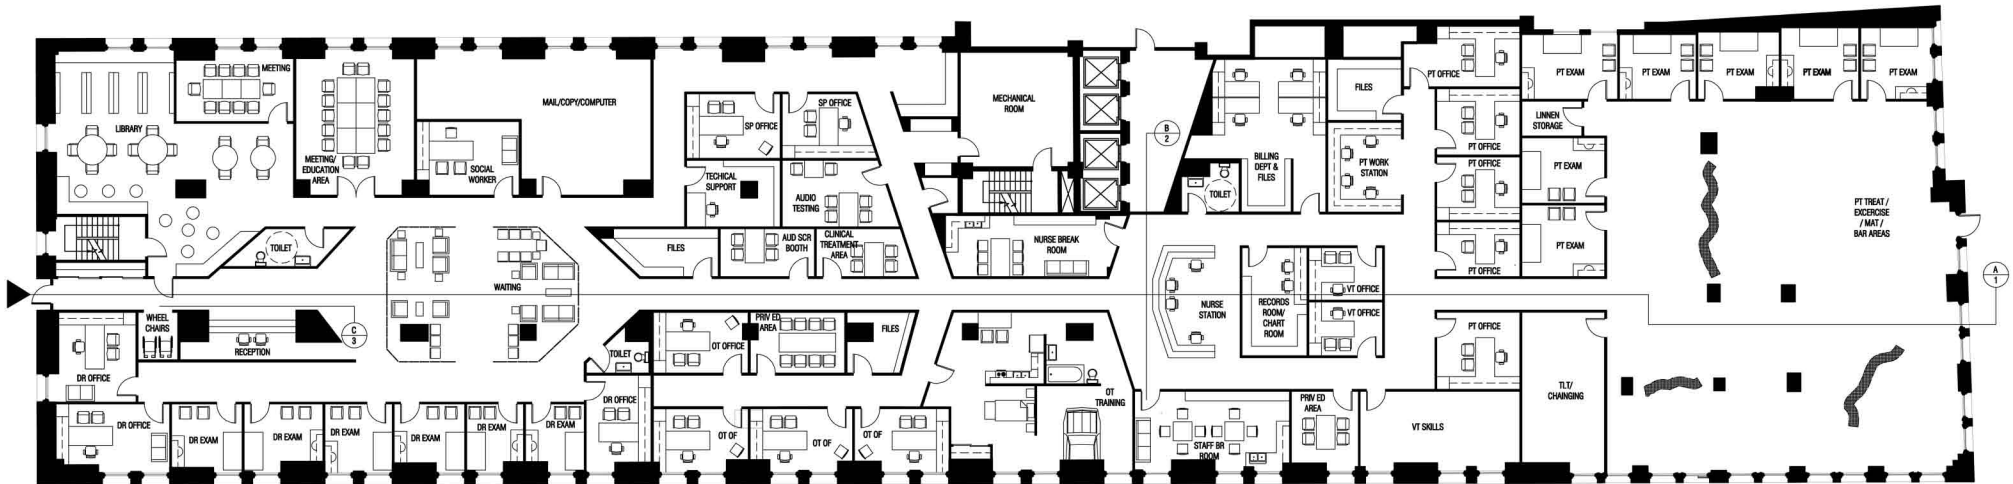 MEETING
LIBRARY
MEETING/
EDUCATION
AREA
MAIL/COPY/COMPUTER
SOCIAL
WORKER
SP OFFICE
SP OFFICE
TECHICAL
SUPPORT
AUDIO
TESTING
MECHANICAL
ROOM
B
2
TOILET
BILLING
DEPT &
FILES
FILES
PT WORK
STATION
PT OFFICE
PT OFFICE
PT OFFICE
PT OFFICE
PT EXAM
PT EXAM
PT EXAM
PT EXAM
PT EXAM
LINNEN
STORAGE
PT EXAM
PT EXAM
PT TREAT /
EXCERCISE
/ MAT /
BAR AREAS
TOILET
WAITING
FILES
AUD SCR
BOOTH
CLINICAL
TREATMENT
AREA
NURSE BREAK
ROOM
NURSE
STATION
RECORDS
ROOM/
CHART
ROOM
VT OFFICE
VT OFFICE
A
1
WHEEL
CHAIRS
RECEPTION
C
3
TOILET
OT OFFICE
PRIV ED
AREA
FILES
PT OFFICE
DR OFFICE
DR OFFICE
DR EXAM
DR EXAM
DR EXAM
DR EXAM
DR EXAM
DR EXAM
DR OFFICE
OT OF
OT OF
OT OF
OT
TRAINING
STAFF BR
ROOM
PRIV ED
AREA
VT SKILLS
TLT/
CHAINGING